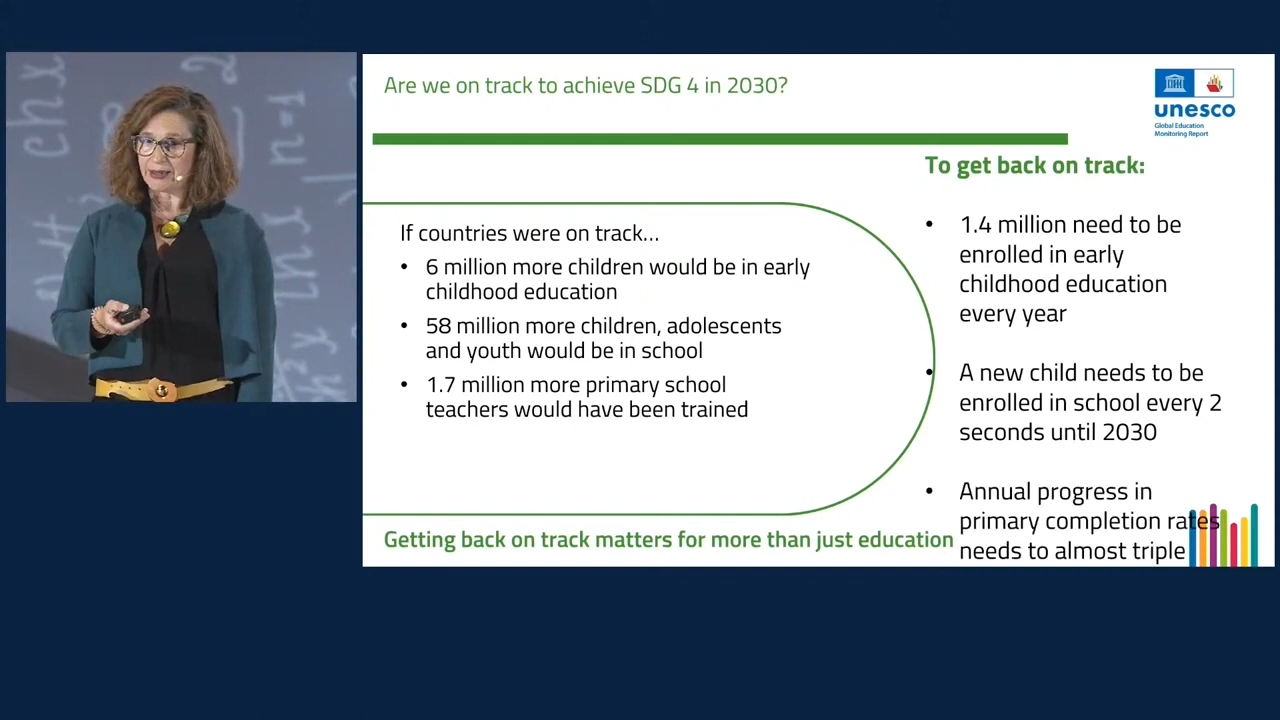 chx
2
n=1
Are we on track to achieve SDG 4 in 2030?
unesco
Global Education
Monitoring Report
If countries were on track...
• 6 million more children would be in early
childhood education
• 58 million more children, adolescents
and youth would be in school
• 1.7 million more primary school
teachers would have been trained
Getting back on track matters for more than just education
To get back on track:
• 1.4 million need to be
enrolled in early
childhood education
every year
• A new child needs to be
enrolled in school every 2
seconds until 2030
• Annual progress in
primary completion rates
needs to almost triple